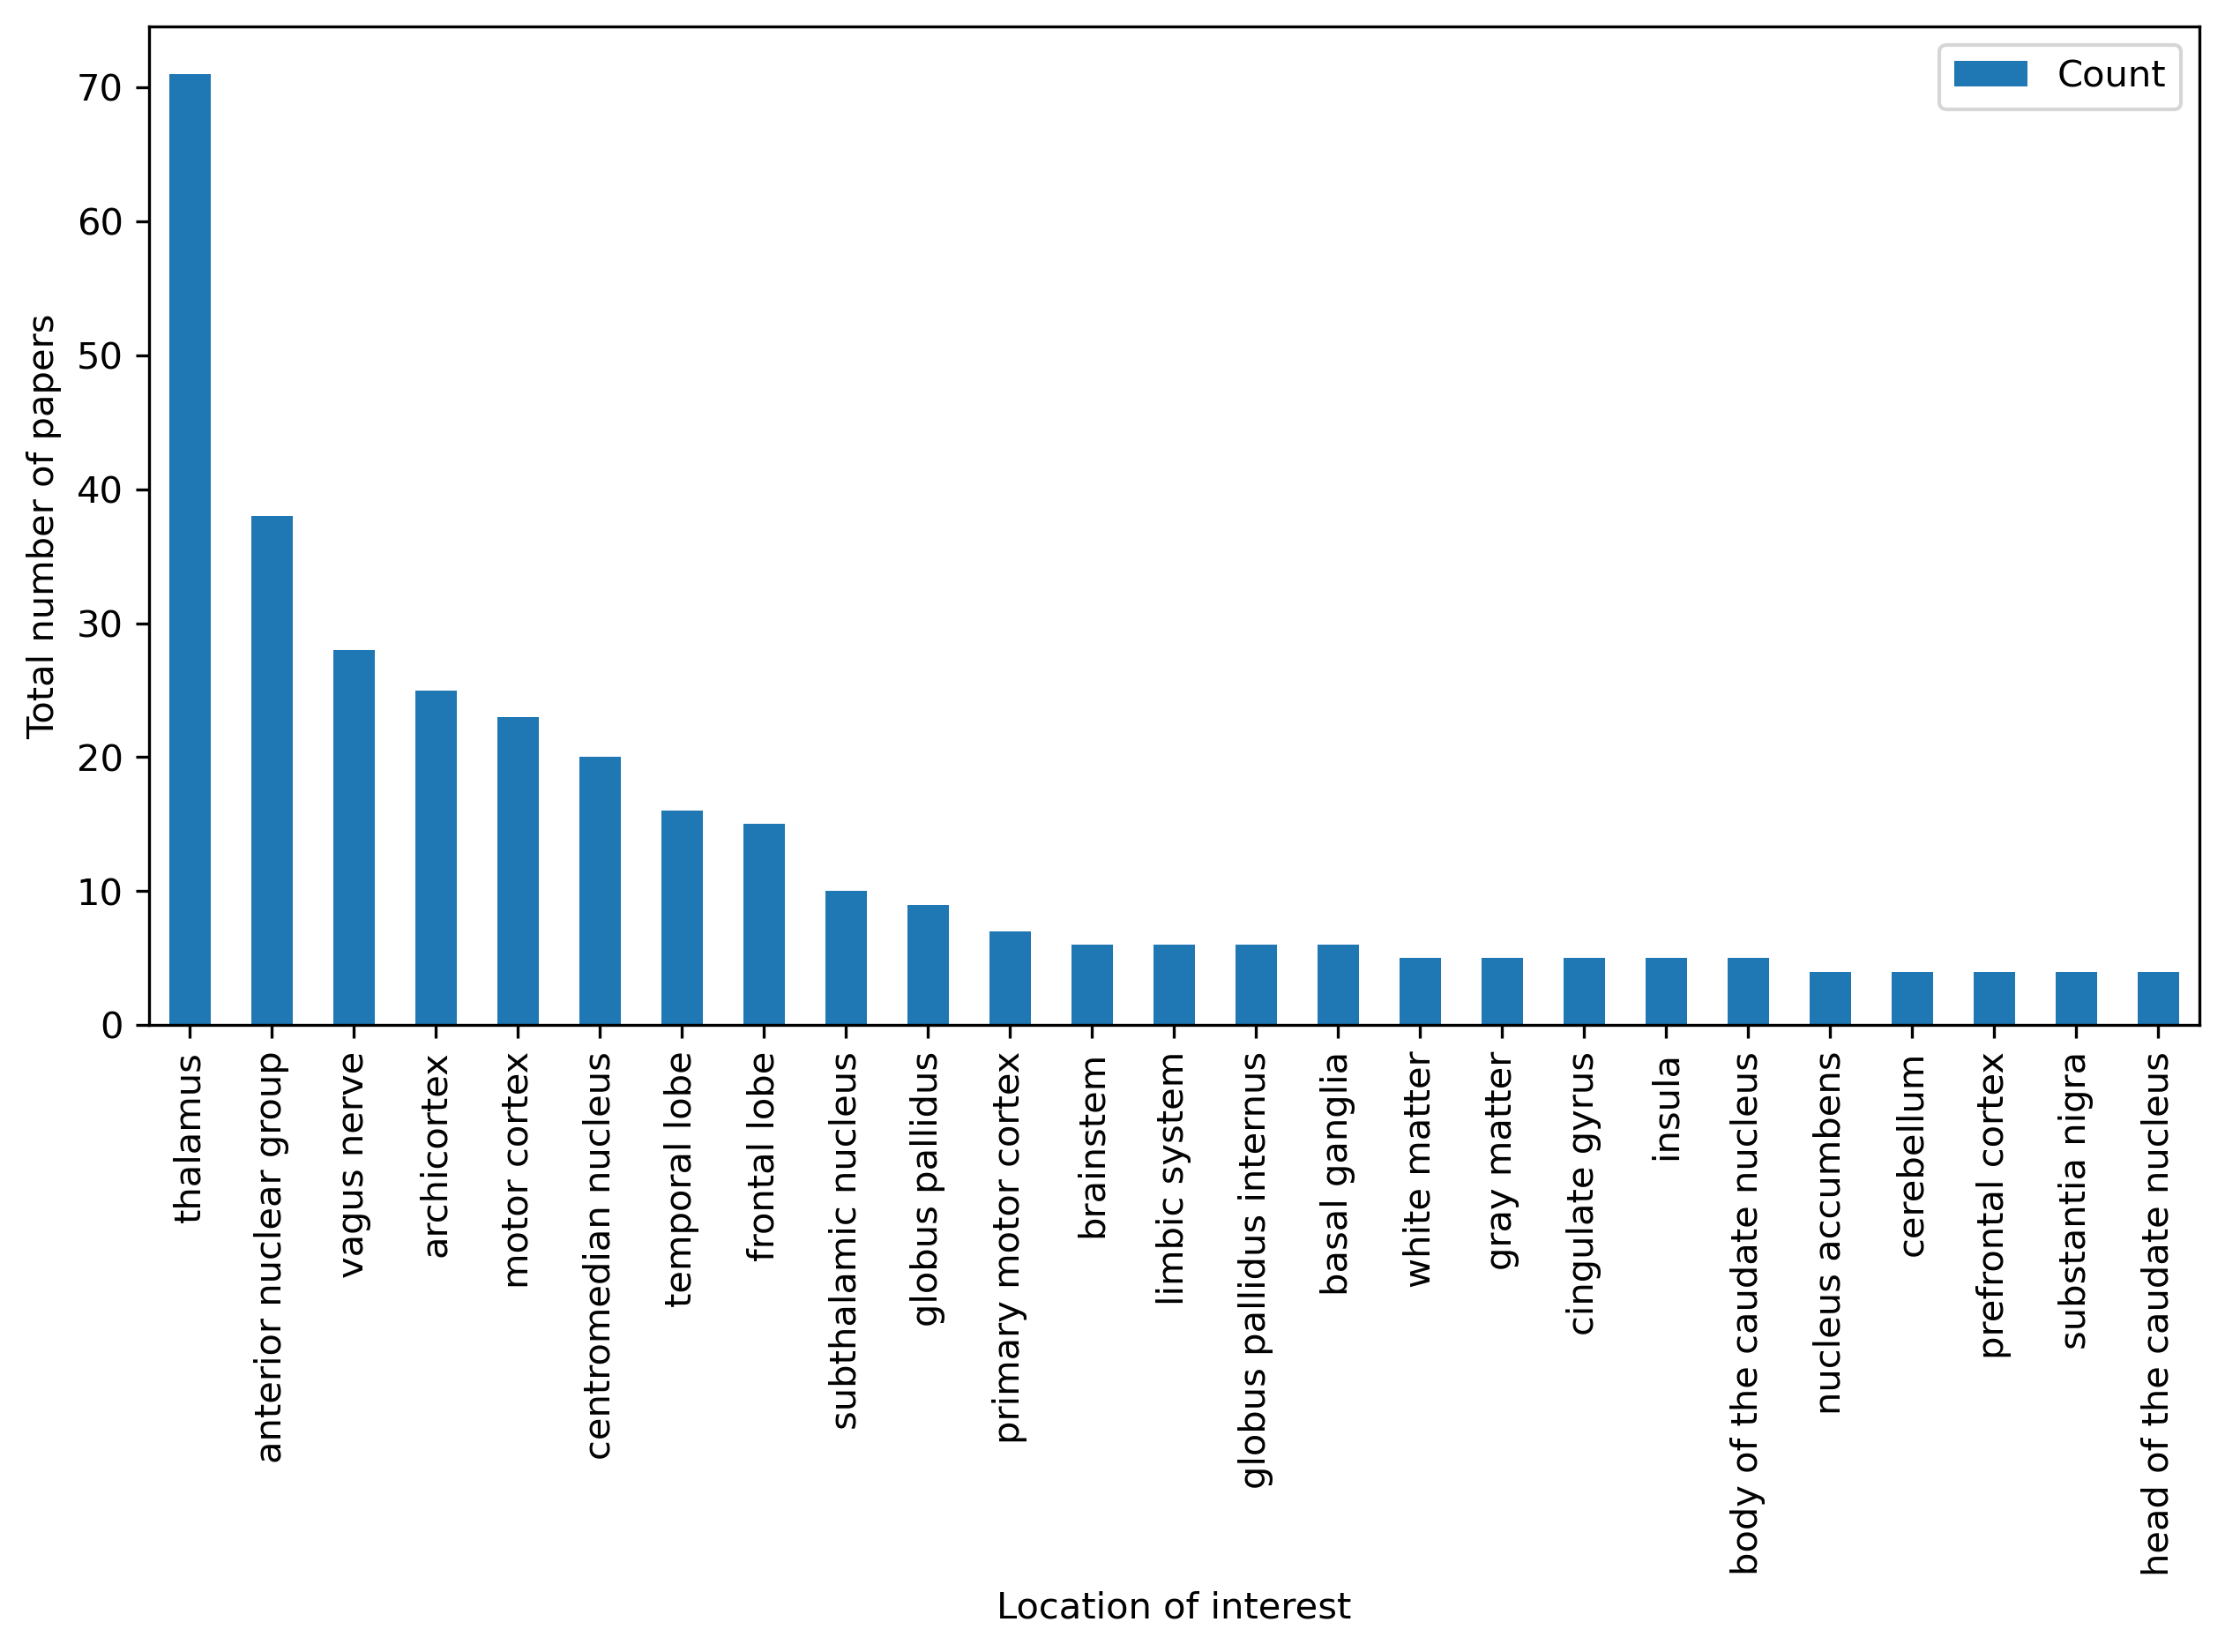 Count
Total number of papers
70
60
50
40
30
20
10
0
thalamus
anterior nuclear group
vagus nerve
archicortex
motor cortex
centromedian nucleus
temporal lobe
frontal lobe
subthalamic nucleus
globus pallidus
primary motor cortex
brainstem
limbic system
globus pallidus internus
basal ganglia
white matter
gray matter
cingulate gyrus
insula
body of the caudate nucleus
nucleus accumbens
cerebellum
prefrontal cortex
substantia nigra
head of the caudate nucleus
Location of interest